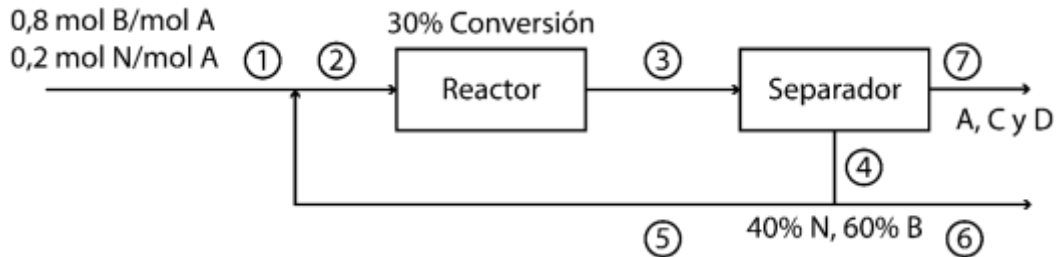 0,8 mol B/mol A
0,2 mol N/mol A
①
②
30% Conversión
Reactor
③
Separador
⑦
A, C y D
④
⑤
40% N, 60% B
⑥